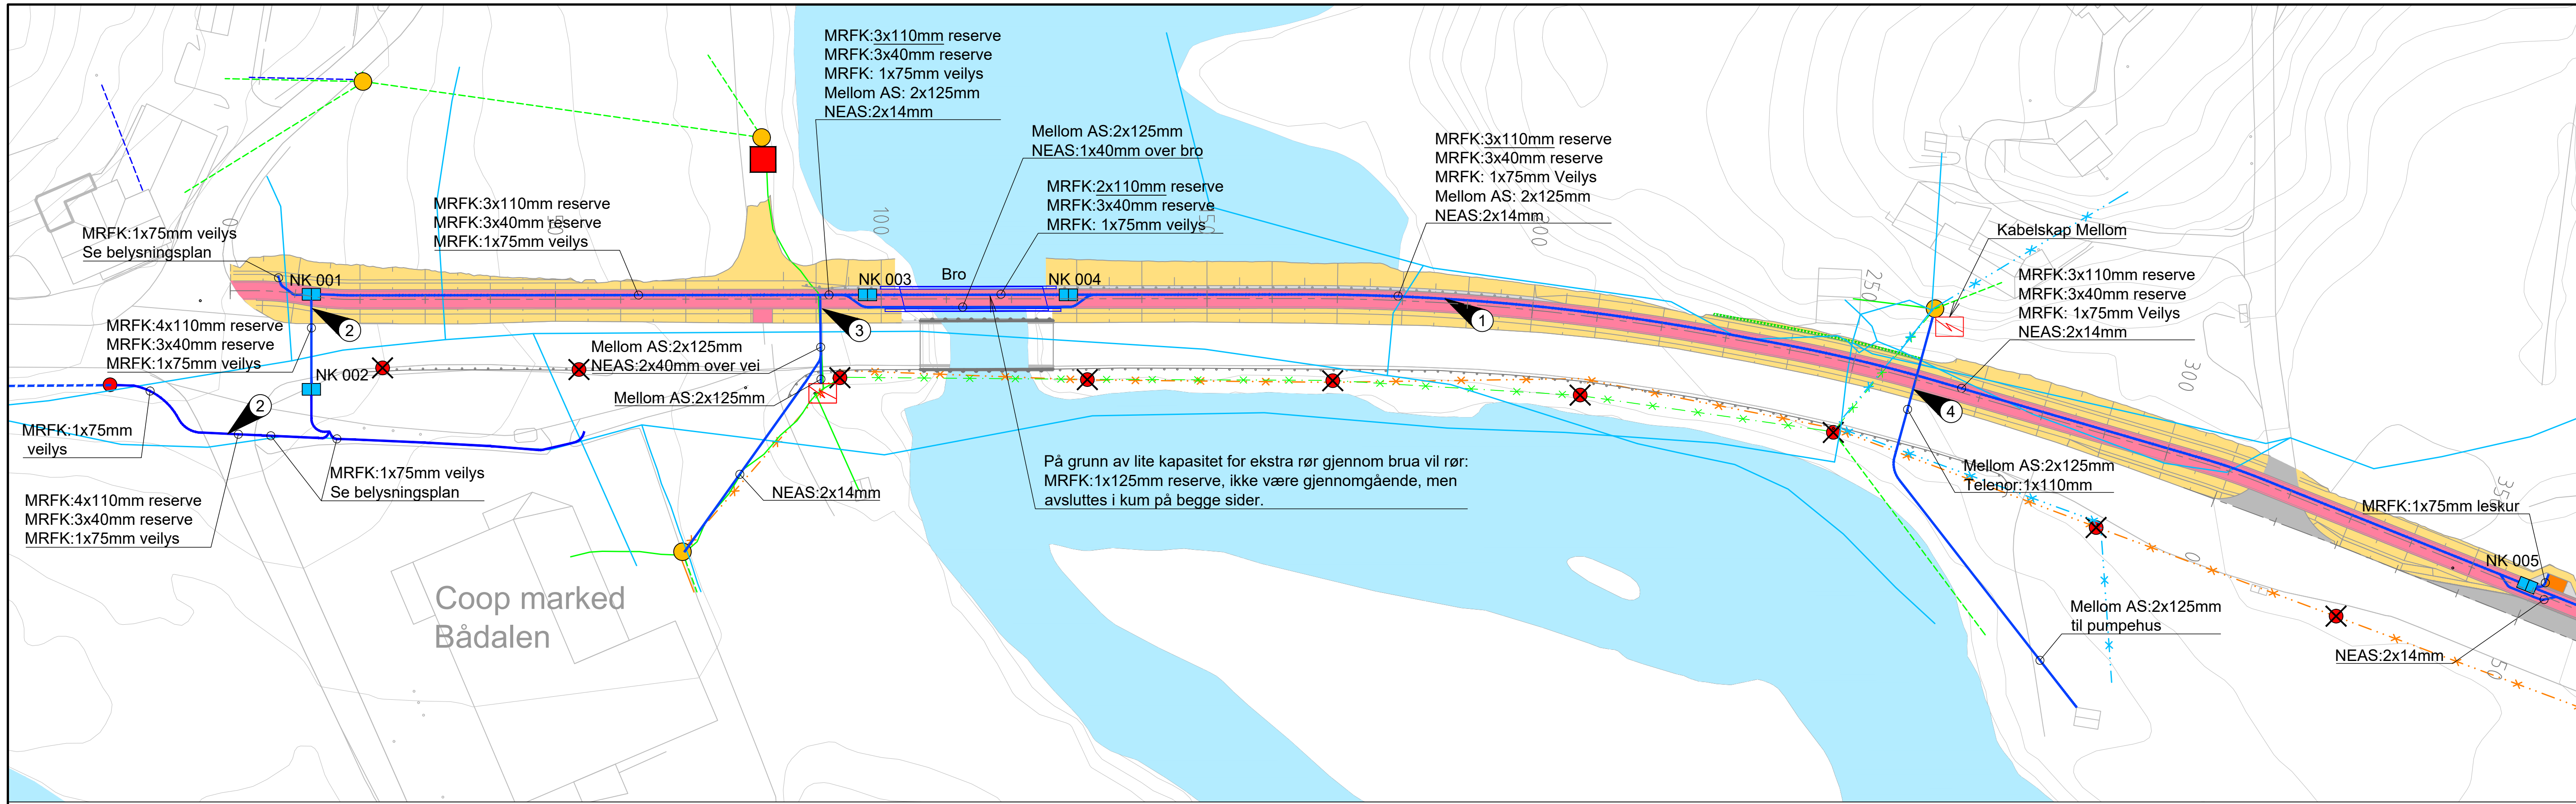 MRFK:3x110mm reserve
MRFK:3x40mm reserve
MRFK: 1x75mm veilys
Mellom AS: 2x125mm
NEAS:2x14mm
Mellom AS:2x125mm
NEAS:1x40mm over bro
MRFK:2x110mm reserve
MRFK:3x40mm reserve
MRFK: 1x75mm veilys
MRFK:3x110mm reserve
MRFK:3x40mm reserve
MRFK: 1x75mm Veilys
Mellom AS: 2x125mm
NEAS:2x14mm
MRFK:3x110mm reserve
MRFK:3x40mm reserve
MRFK:1x75mm veilys
MRFK:1x75mm veilys
Se belysningsplan
0
100
250
300
350
Kabelskap Mellom
MRFK:3x110mm reserve
MRFK:3x40mm reserve
MRFK: 1x75mm Veilys
NEAS:2x14mm
NK 001
NK 003
Bro
NK 004
2
3
1
4
MRFK:4x110mm reserve
MRFK:3x40mm reserve
MRFK:1x75mm veilys
NK 002
Mellom AS:2x125mm
NEAS:2x40mm over vei
Mellom AS:2x125mm
2
MRFK:1x75mm
veilys
MRFK:1x75mm veilys
Se belysningsplan
MRFK:4x110mm reserve
MRFK:3x40mm reserve
MRFK:1x75mm veilys
NEAS:2x14mm
På grunn av lite kapasitet for ekstra rør gjennom brua vil rør:
MRFK:1x125mm reserve, ikke være gjennomgående, men
avsluttes i kum på begge sider.
Mellom AS:2x125mm
Telenor:1x110mm
MRFK:1x75mm leskur
NK 005
0
50
Coop marked
Bådalen
Mellom AS:2x125mm
til pumpehus
NEAS:2x14mm